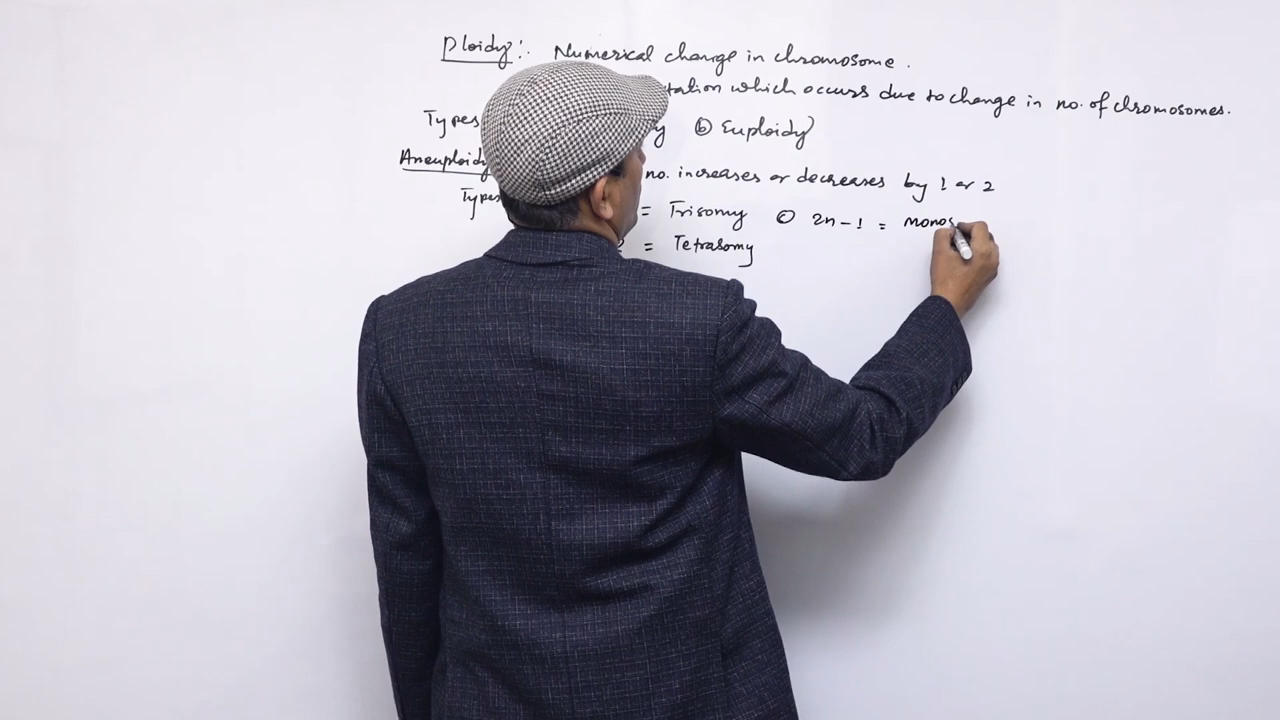 Ploidy:. Numerical change in chromosome.
which occurs due to change in no. of chromosomes.
Types ⓑ Euploidy
Aneuploidy no. increases or decreases by 1 or 2
Types = Trisomy ⓒ 2n-1 = monos
= Tetrasomy